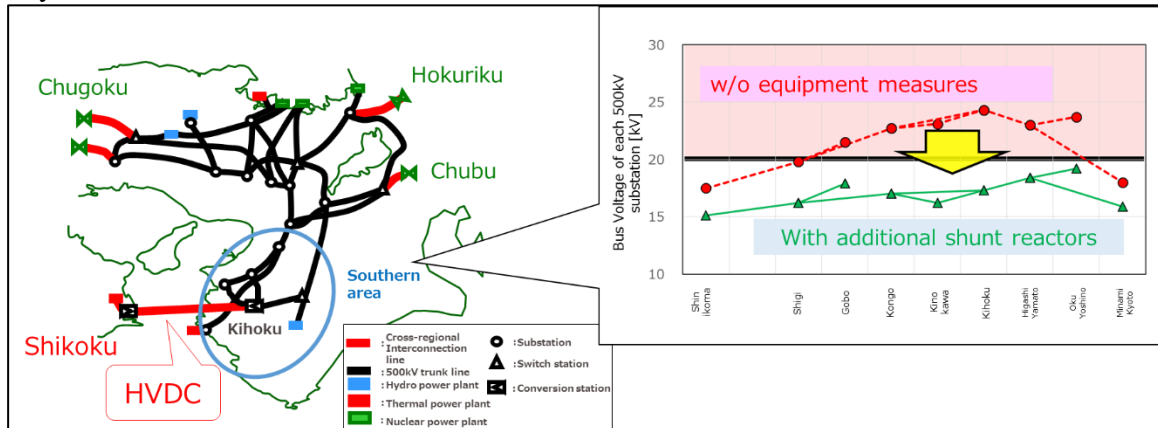 Chugoku
Hokuriku
Chubu
Southern
area
Kihoku
Shikoku
HVDC
:Cross-regional
Interconnection
line
:500kV trunk line
:Hydro power plant
:Thermal power plant
:Nuclear power plant
:Substation
:Switch station
:Conversion station
Bus Voltage of each 500kV
substation [kV]
30
25
20
15
10
w/o equipment measures
With additional shunt reactors
Shin
ikoma
Shigi
Gobo
Kongo
Kino
kawa
Kihoku
Higashi
Yamato
Oku
Yoshino
Minami
Kyoto